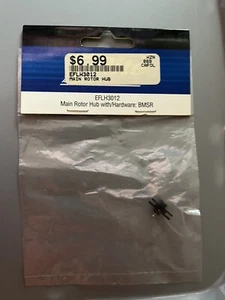 $6.99
EFLH3012
MAIN ROTOR HUB
EFLH3012
Main Rotor Hub with/Hardware: BMSR